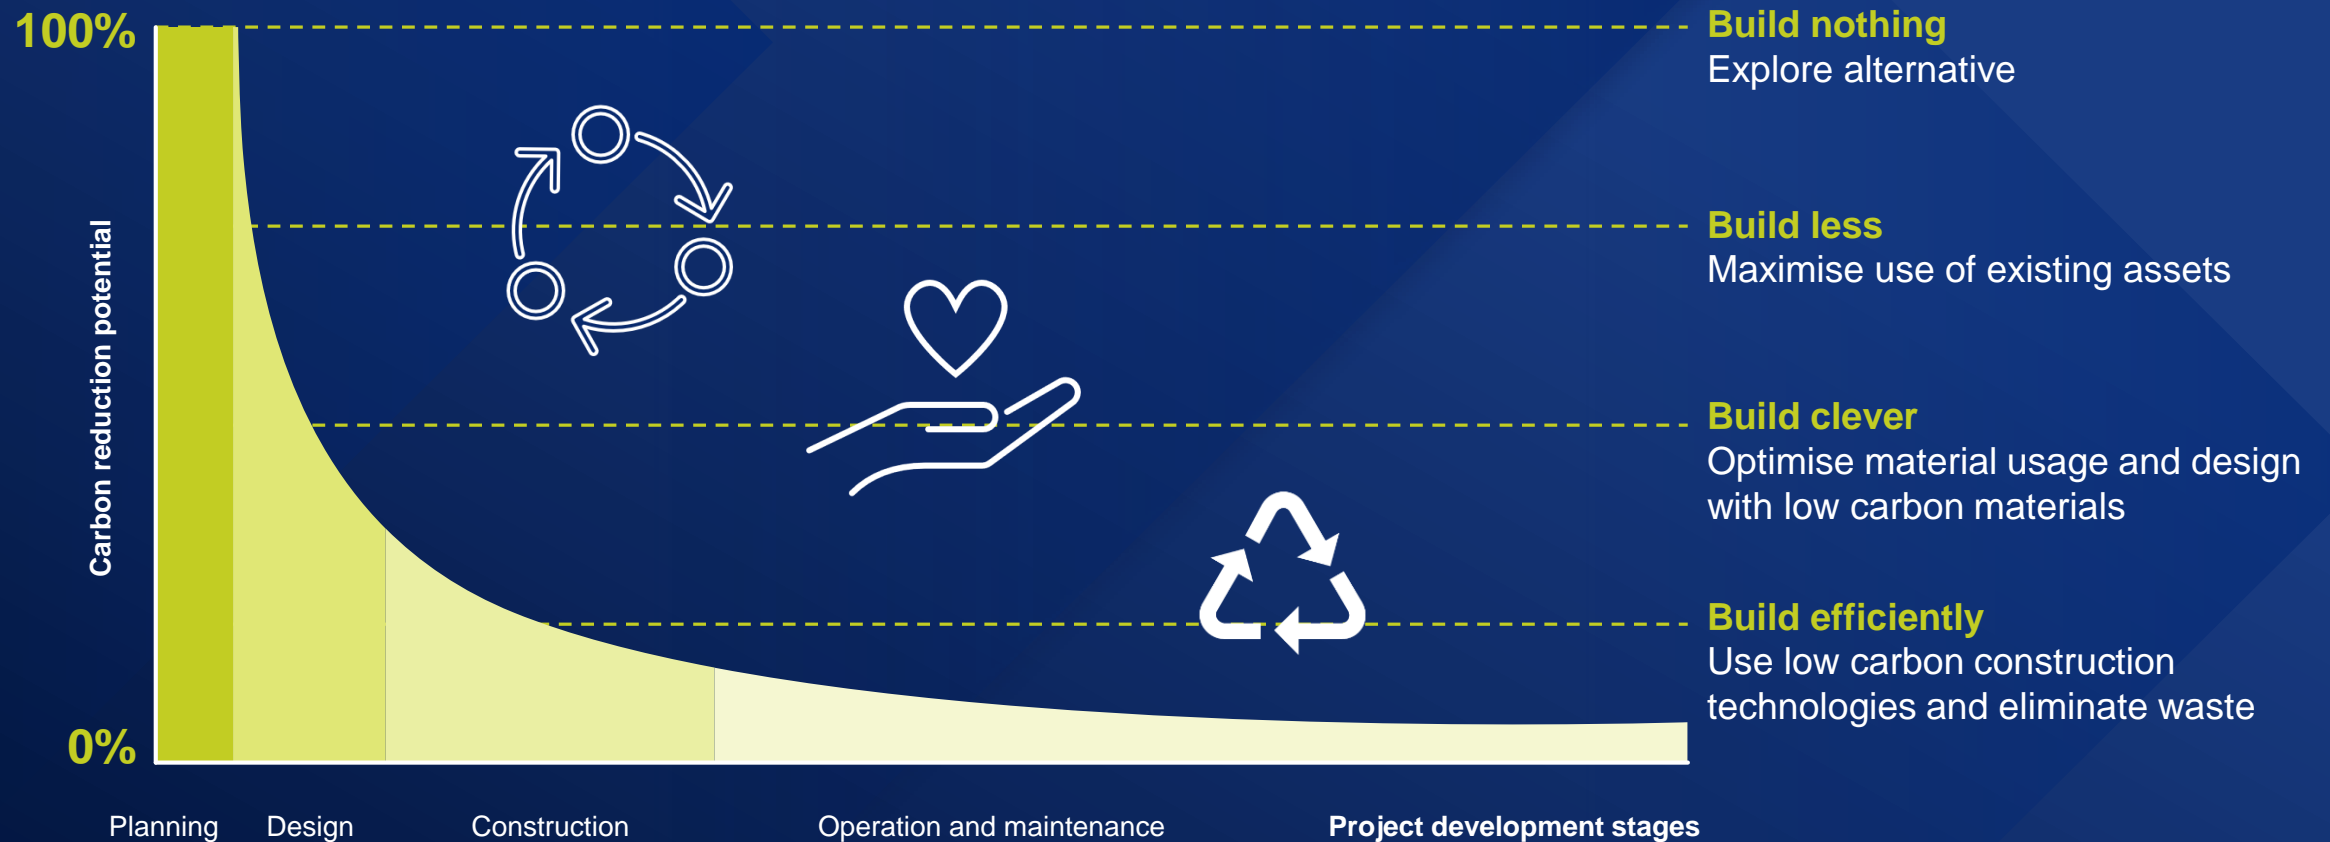 100%
Build nothing
Explore alternative
Build less
Maximise use of existing assets
Carbon reduction potential
Build clever
Optimise material usage and design
with low carbon materials
Build efficiently
Use low carbon construction
technologies and eliminate waste
0%
Planning
Design
Construction
Operation and maintenance
Project development stages